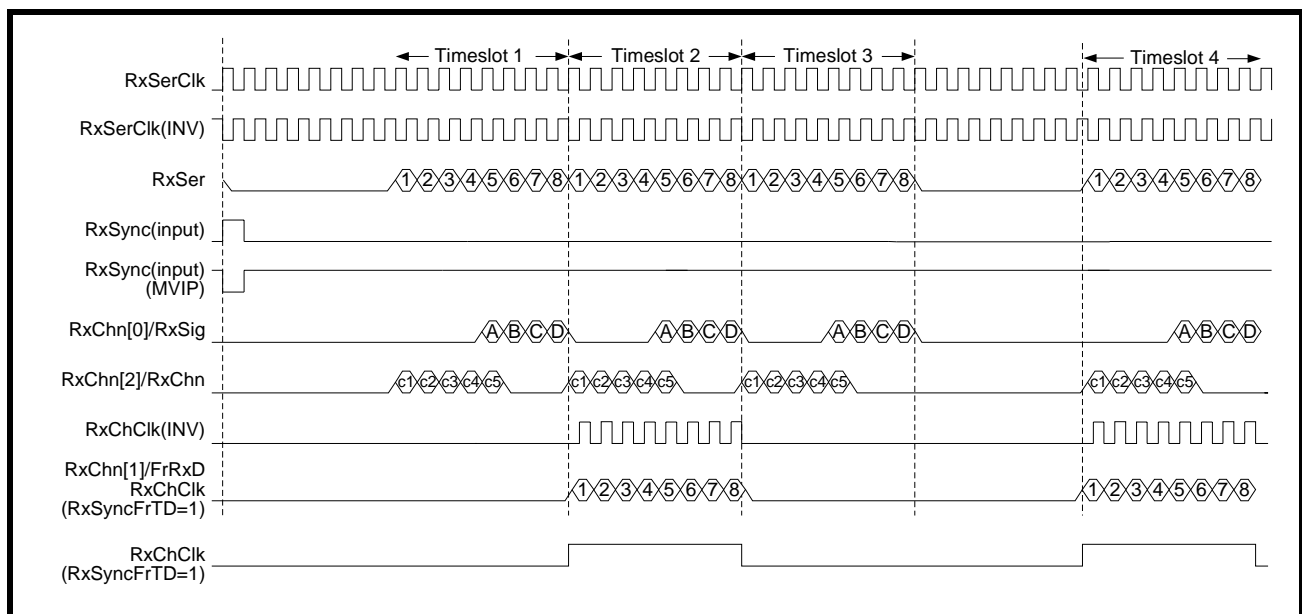 Timeslot 1 Timeslot 2 Timeslot 3 Timeslot 4
RxSerClk
RxSerClk(INV)
RxSer 1 2 3 4 5 6 7 8 1 2 3 4 5 6 7 8 1 2 3 4 5 6 7 8 1 2 3 4 5 6 7 8
RxSync(input)
RxSync(input)
(MVIP)
RxChn[0]/RxSig A B C D A B C D A B C D A B C D
RxChn[2]/RxChn c1 c2 c3 c4 c5 c1 c2 c3 c4 c5 c1 c2 c3 c4 c5 c1 c2 c3 c4 c5
RxChClk(INV)
RxChn[1]/FrRxD
RxChClk 1 2 3 4 5 6 7 8 1 2 3 4 5 6 7 8
(RxSyncFrTD=1)
RxChClk
(RxSyncFrTD=1)